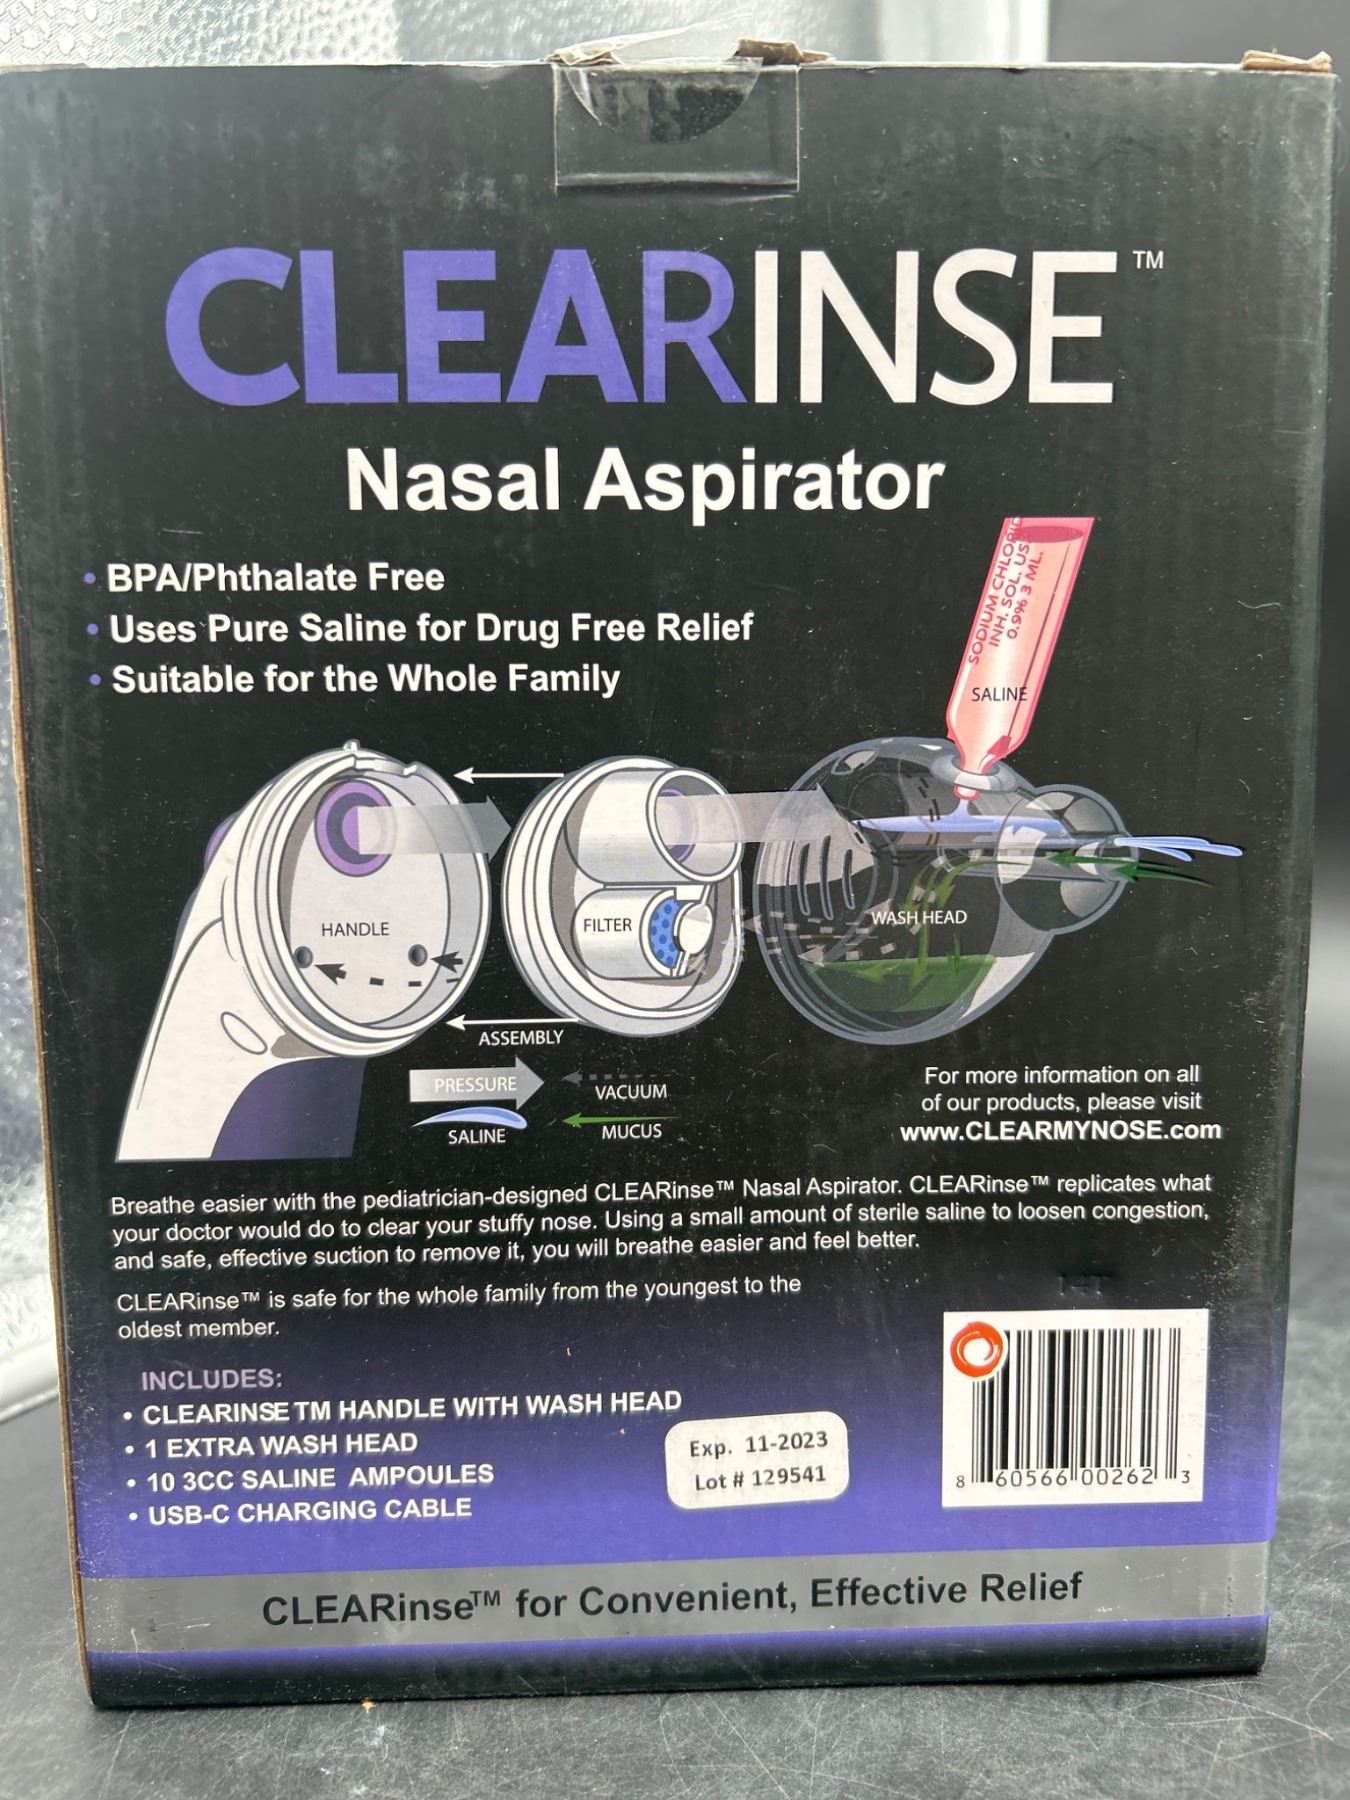 CLEARINSE™
Nasal Aspirator
• BPA/Phthalate Free
• Uses Pure Saline for Drug Free Relief
• Suitable for the Whole Family
SODIUM CHLORID
INH. SOL. US
0.9% 3 ML.
SALINE
HANDLE
FILTER
WASH HEAD
ASSEMBLY
PRESSURE
VACUUM
SALINE
MUCUS
For more information on all
of our products, please visit
www.CLEARMYNOSE.com
Breathe easier with the pediatrician-designed CLEARinse™ Nasal Aspirator. CLEARinse™ replicates what
your doctor would do to clear your stuffy nose. Using a small amount of sterile saline to loosen congestion,
and safe, effective suction to remove it, you will breathe easier and feel better.
CLEARinse™ is safe for the whole family from the youngest to the
oldest member.
INCLUDES:
• CLEARINSE TM HANDLE WITH WASH HEAD
• 1 EXTRA WASH HEAD
• 10 3CC SALINE AMPOULES
• USB-C CHARGING CABLE
Exp. 11-2023
Lot # 129541
8 60566 00262 3
CLEARinse™ for Convenient, Effective Relief